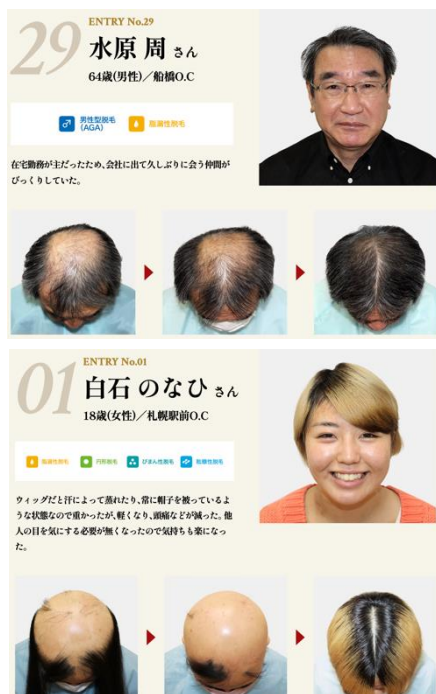 29
ENTRY No.29
水原 周 さん
64歳(男性)／船橋O.C
男性型脱毛
(AGA)
脂漏性脱毛
在宅勤務が主だったため、会社に出て久しぶりに会う仲間が
びっくりしていた。
01
ENTRY No.01
白石 のなひ さん
18歳(女性)／札幌駅前O.C
脂漏性脱毛
円形脱毛
びまん性脱毛
ウィッグだと汗によって蒸れたり、常に帽子を被っているよ
うな状態なので重かったが、軽くなり、頭痛などが減った。他
人の目を気にする必要が無くなったので気持ちも楽になっ
た。